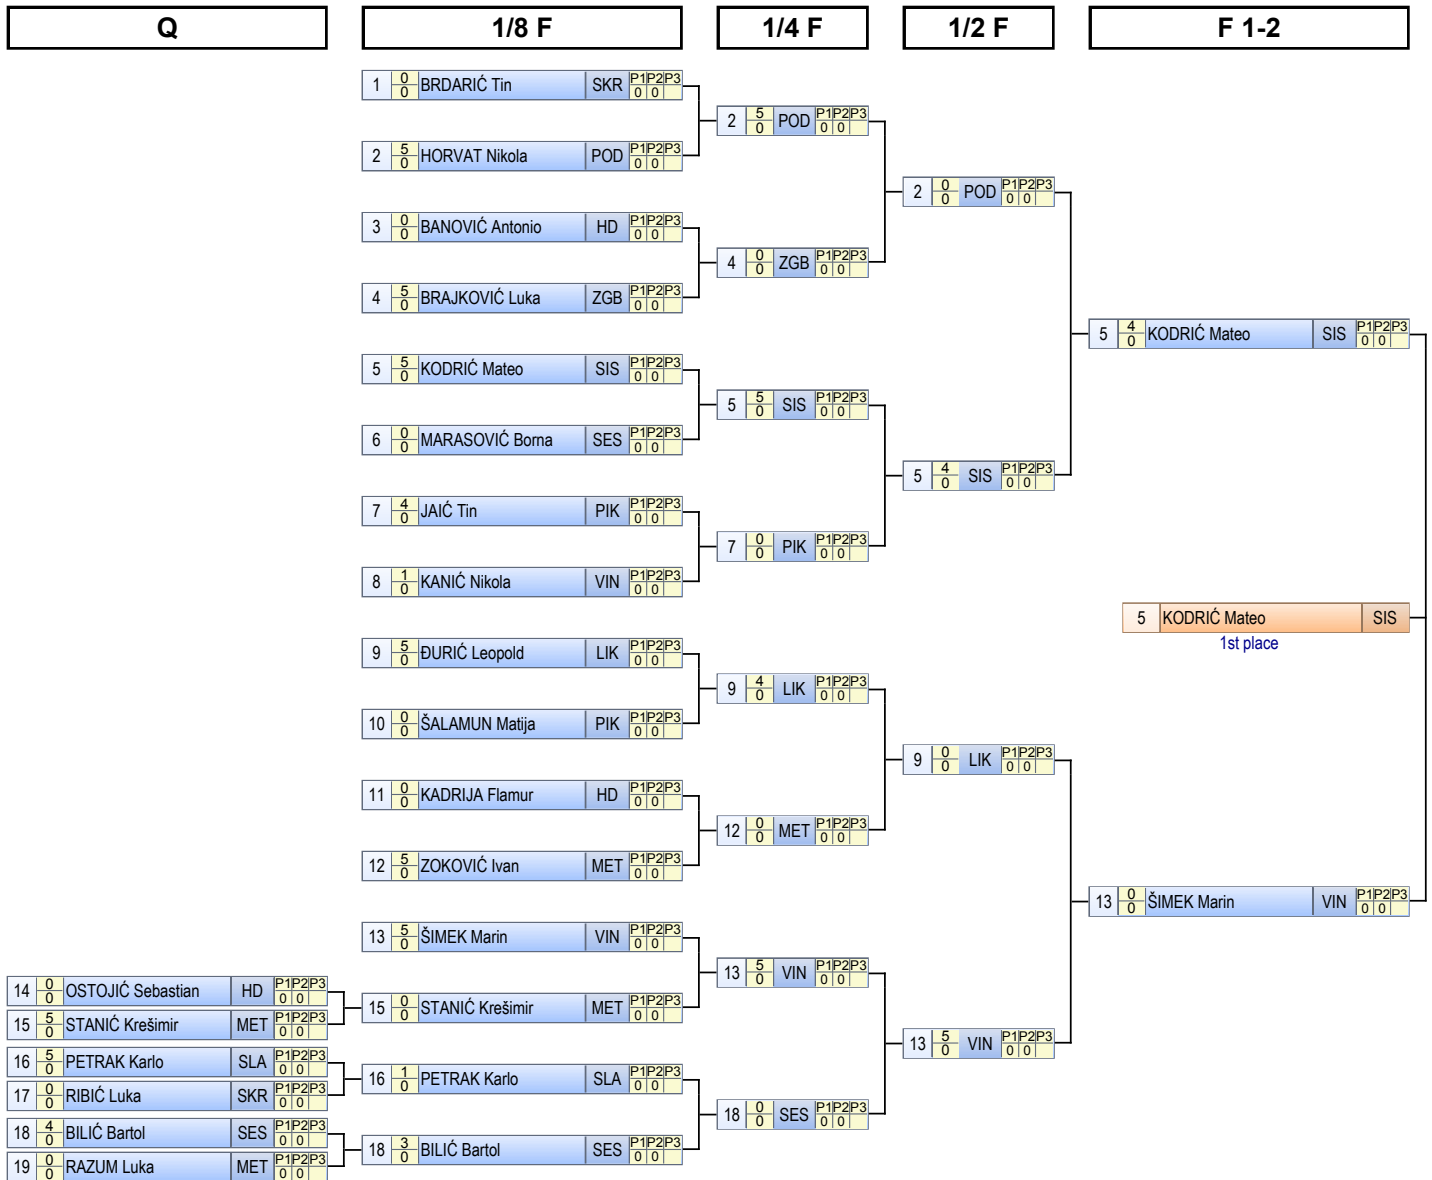 Q 1/8 F 1/4 F 1/2 F F 1-2
1 0 0 BRDARIĆ Tin SKR P1 P2 P3 0 0
2 5 0 POD P1 P2 P3 0 0
2 5 0 HORVAT Nikola POD P1 P2 P3 0 0
2 0 0 POD P1 P2 P3 0 0
3 0 0 BANOVIĆ Antonio HD P1 P2 P3 0 0
4 0 0 ZGB P1 P2 P3 0 0
4 5 0 BRAJKOVIĆ Luka ZGB P1 P2 P3 0 0
5 4 0 KODRIĆ Mateo SIS P1 P2 P3 0 0
5 5 0 KODRIĆ Mateo SIS P1 P2 P3 0 0
5 5 0 SIS P1 P2 P3 0 0
6 0 0 MARASOVIĆ Borna SES P1 P2 P3 0 0
5 4 0 SIS P1 P2 P3 0 0
7 4 0 JAIĆ Tin PIK P1 P2 P3 0 0
7 0 0 PIK P1 P2 P3 0 0
8 1 0 KANIĆ Nikola VIN P1 P2 P3 0 0
5 KODRIĆ Mateo SIS
1st place
9 5 0 ĐURIĆ Leopold LIK P1 P2 P3 0 0
9 4 0 LIK P1 P2 P3 0 0
10 0 0 ŠALAMUN Matija PIK P1 P2 P3 0 0
9 0 0 LIK P1 P2 P3 0 0
11 0 0 KADRIJA Flamur HD P1 P2 P3 0 0
12 0 0 MET P1 P2 P3 0 0
12 5 0 ZOKOVIĆ Ivan MET P1 P2 P3 0 0
13 0 0 ŠIMEK Marin VIN P1 P2 P3 0 0
13 5 0 ŠIMEK Marin VIN P1 P2 P3 0 0
13 5 0 VIN P1 P2 P3 0 0
14 0 0 OSTOJIĆ Sebastian HD P1 P2 P3 0 0
15 0 0 STANIĆ Krešimir MET P1 P2 P3 0 0
15 5 0 STANIĆ Krešimir MET P1 P2 P3 0 0
13 5 0 VIN P1 P2 P3 0 0
16 5 0 PETRAK Karlo SLA P1 P2 P3 0 0
16 1 0 PETRAK Karlo SLA P1 P2 P3 0 0
17 0 0 RIBIĆ Luka SKR P1 P2 P3 0 0
18 0 0 SES P1 P2 P3 0 0
18 4 0 BILIĆ Bartol SES P1 P2 P3 0 0
18 3 0 BILIĆ Bartol SES P1 P2 P3 0 0
19 0 0 RAZUM Luka MET P1 P2 P3 0 0